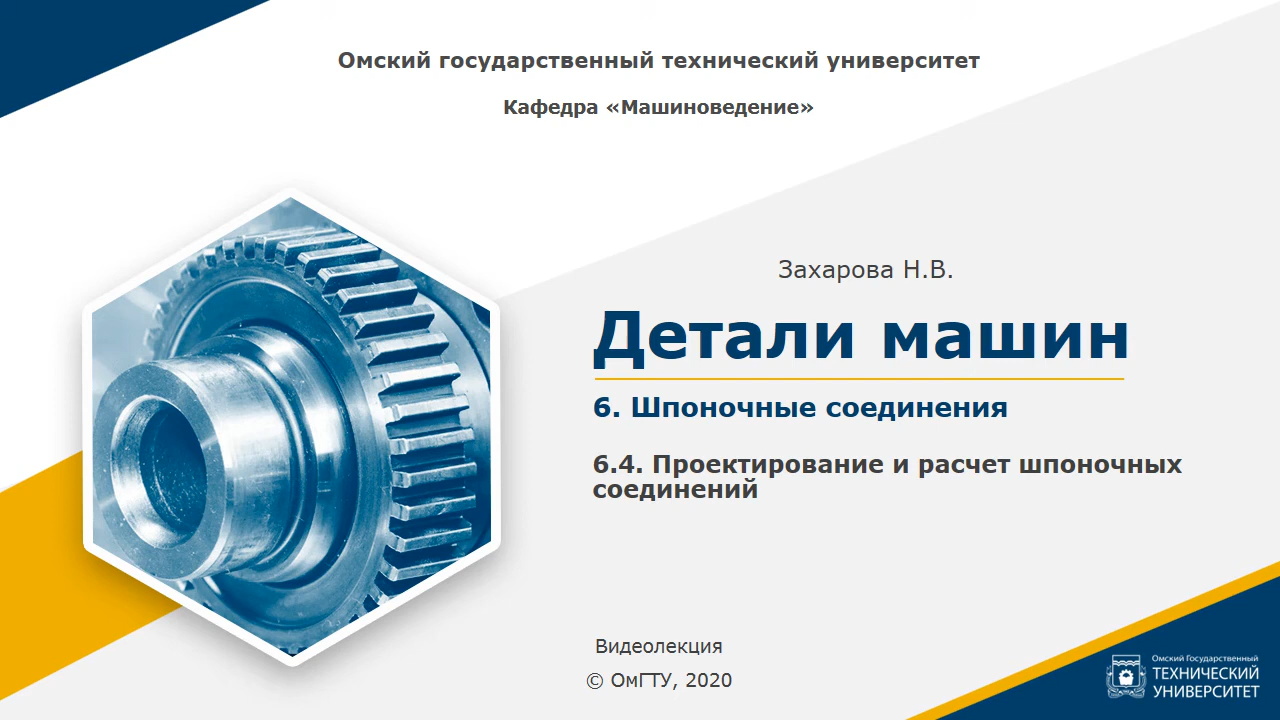 Омский государственный технический университет
Кафедра «Машиноведение»
Захарова Н.В.
Детали машин
6. Шпоночные соединения
6.4. Проектирование и расчет шпоночных
соединений
Видеолекция
© ОмГТУ, 2020
Омский Государственный
ТЕХНИЧЕСКИЙ
УНИВЕРСИТЕТ